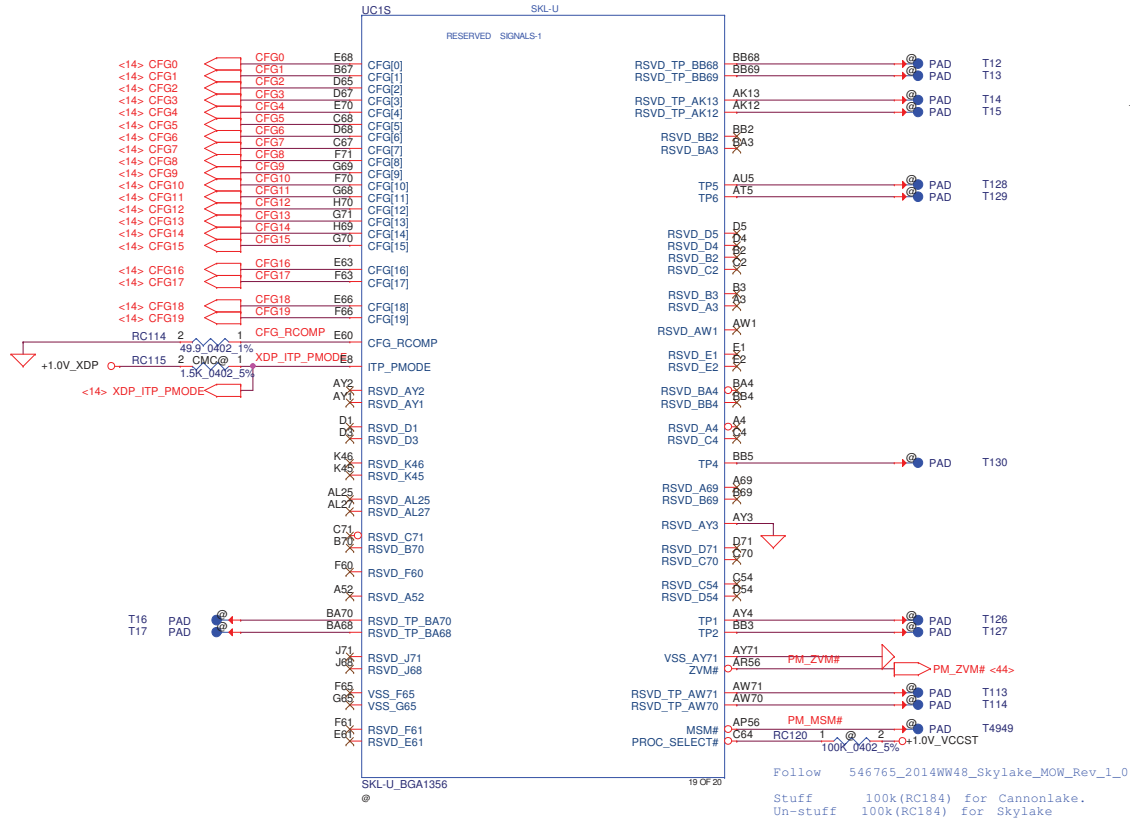 UC1S SKL-U
RESERVED SIGNALS-1
<14> CFG0 CFG0 E68 CFG[0]
<14> CFG1 CFG1 B67 CFG[1]
<14> CFG2 CFG2 D65 CFG[2]
<14> CFG3 CFG3 D67 CFG[3]
<14> CFG4 CFG4 E70 CFG[4]
<14> CFG5 CFG5 C68 CFG[5]
<14> CFG6 CFG6 D68 CFG[6]
<14> CFG7 CFG7 C67 CFG[7]
<14> CFG8 CFG8 F71 CFG[8]
<14> CFG9 CFG9 G69 CFG[9]
<14> CFG10 CFG10 F70 CFG[10]
<14> CFG11 CFG11 G68 CFG[11]
<14> CFG12 CFG12 H70 CFG[12]
<14> CFG13 CFG13 G71 CFG[13]
<14> CFG14 CFG14 H69 CFG[14]
<14> CFG15 CFG15 G70 CFG[15]
<14> CFG16 CFG16 E63 CFG[16]
<14> CFG17 CFG17 F63 CFG[17]
<14> CFG18 CFG18 E66 CFG[18]
<14> CFG19 CFG19 F66 CFG[19]
RC114 2 1 CFG_RCOMP E60 CFG_RCOMP
49.9_0402_1%
+1.0V_XDP RC115 2 CMC@ 1 XDP_ITP_PMODE E8 ITP_PMODE
1.5K_0402_5%
<14> XDP_ITP_PMODE
AY2 RSVD_AY2
AY1 RSVD_AY1
D1 RSVD_D1
D3 RSVD_D3
K46 RSVD_K46
K45 RSVD_K45
AL25 RSVD_AL25
AL27 RSVD_AL27
C71 RSVD_C71
B70 RSVD_B70
F60 RSVD_F60
A52 RSVD_A52
T16 PAD @ BA70 RSVD_TP_BA70
T17 PAD @ BA68 RSVD_TP_BA68
J71 RSVD_J71
J68 RSVD_J68
F65 VSS_F65
G65 VSS_G65
F61 RSVD_F61
E61 RSVD_E61
RSVD_TP_BB68 BB68 @ PAD T12
RSVD_TP_BB69 BB69 @ PAD T13
RSVD_TP_AK13 AK13 @ PAD T14
RSVD_TP_AK12 AK12 @ PAD T15
RSVD_BB2 BB2
RSVD_BA3 BA3
TP5 AU5 @ PAD T128
TP6 AT5 @ PAD T129
RSVD_D5 D5
RSVD_D4 D4
RSVD_B2 B2
RSVD_C2 C2
RSVD_B3 B3
RSVD_A3 A3
RSVD_AW1 AW1
RSVD_E1 E1
RSVD_E2 E2
RSVD_BA4 BA4
RSVD_BB4 BB4
RSVD_A4 A4
RSVD_C4 C4
TP4 BB5 @ PAD T130
RSVD_A69 A69
RSVD_B69 B69
RSVD_AY3 AY3
RSVD_D71 D71
RSVD_C70 C70
RSVD_C54 C54
RSVD_D54 D54
TP1 AY4 @ PAD T126
TP2 BB3 @ PAD T127
VSS_AY71 AY71
ZVM# AR56 PM_ZVM# PM_ZVM# <44>
RSVD_TP_AW71 AW71 @ PAD T113
RSVD_TP_AW70 AW70 @ PAD T114
MSM# AP56 PM_MSM# @ PAD T4949
PROC_SELECT# C64 RC120 1 @ 2 +1.0V_VCCST
100K_0402_5%
SKL-U_BGA1356 19 OF 20
@
Follow 546765_2014WW48_Skylake_MOW_Rev_1_0
Stuff 100k(RC184) for Cannonlake.
Un-stuff 100k(RC184) for Skylake